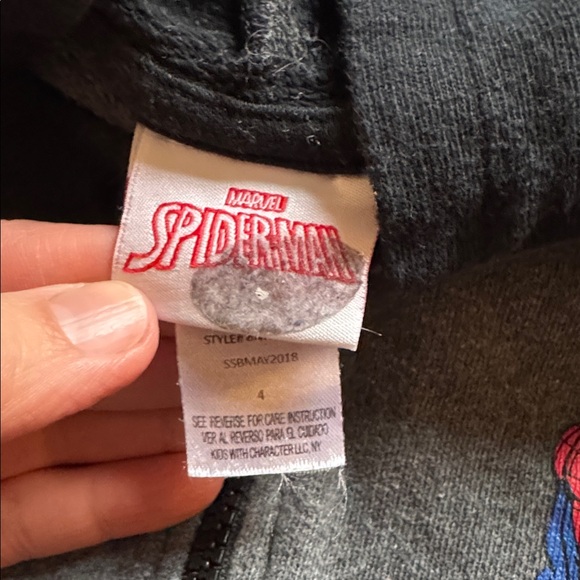 MARVEL
SPIDER-MAN
STYLE#
SSBMAY2018
4
SEE REVERSE FOR CARE INSTRUCTION
VER AL REVERSO PARA EL CUIDADO
KIDS WITH CHARACTER LLC, NY